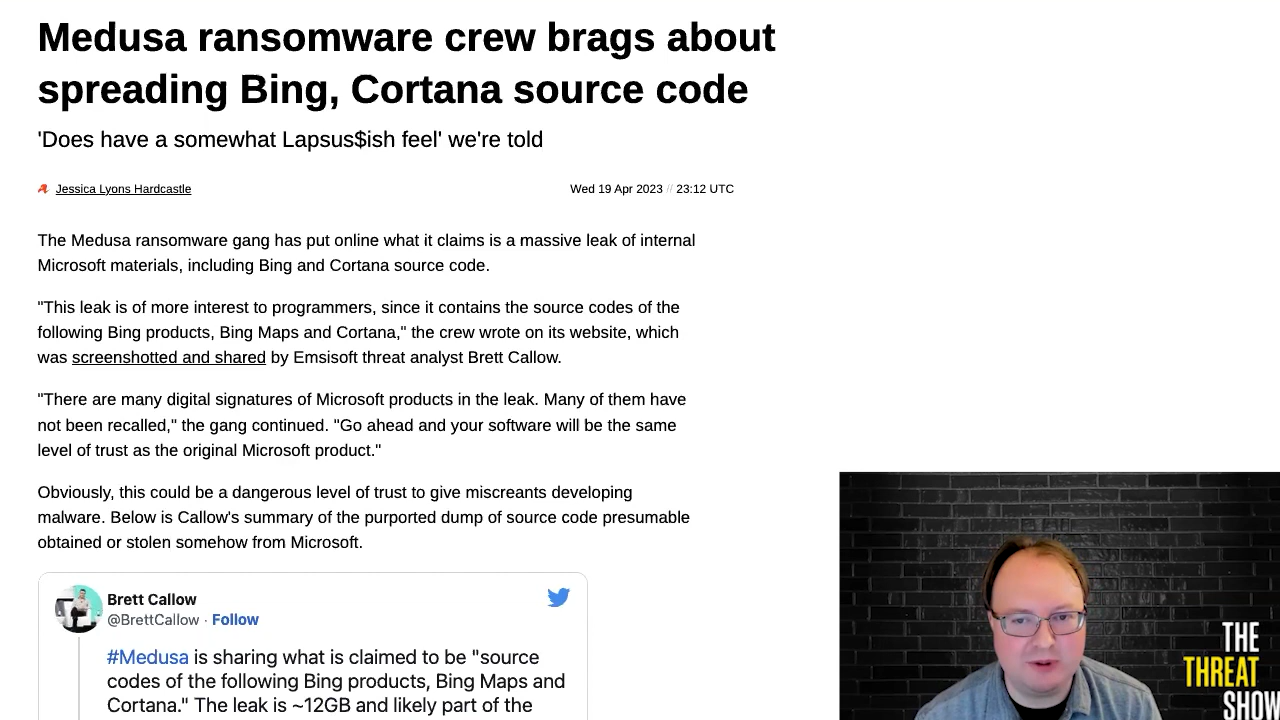 Medusa ransomware crew brags about
spreading Bing, Cortana source code
'Does have a somewhat Lapsus$ish feel' we're told
Jessica Lyons Hardcastle
Wed 19 Apr 2023 // 23:12 UTC
The Medusa ransomware gang has put online what it claims is a massive leak of internal
Microsoft materials, including Bing and Cortana source code.
"This leak is of more interest to programmers, since it contains the source codes of the
following Bing products, Bing Maps and Cortana," the crew wrote on its website, which
was screenshotted and shared by Emsisoft threat analyst Brett Callow.
"There are many digital signatures of Microsoft products in the leak. Many of them have
not been recalled," the gang continued. "Go ahead and your software will be the same
level of trust as the original Microsoft product."
Obviously, this could be a dangerous level of trust to give miscreants developing
malware. Below is Callow's summary of the purported dump of source code presumable
obtained or stolen somehow from Microsoft.
Brett Callow
@BrettCallow · Follow
#Medusa is sharing what is claimed to be "source
codes of the following Bing products, Bing Maps and
Cortana." The leak is ~12GB and likely part of the
THE
THREAT
SHOW